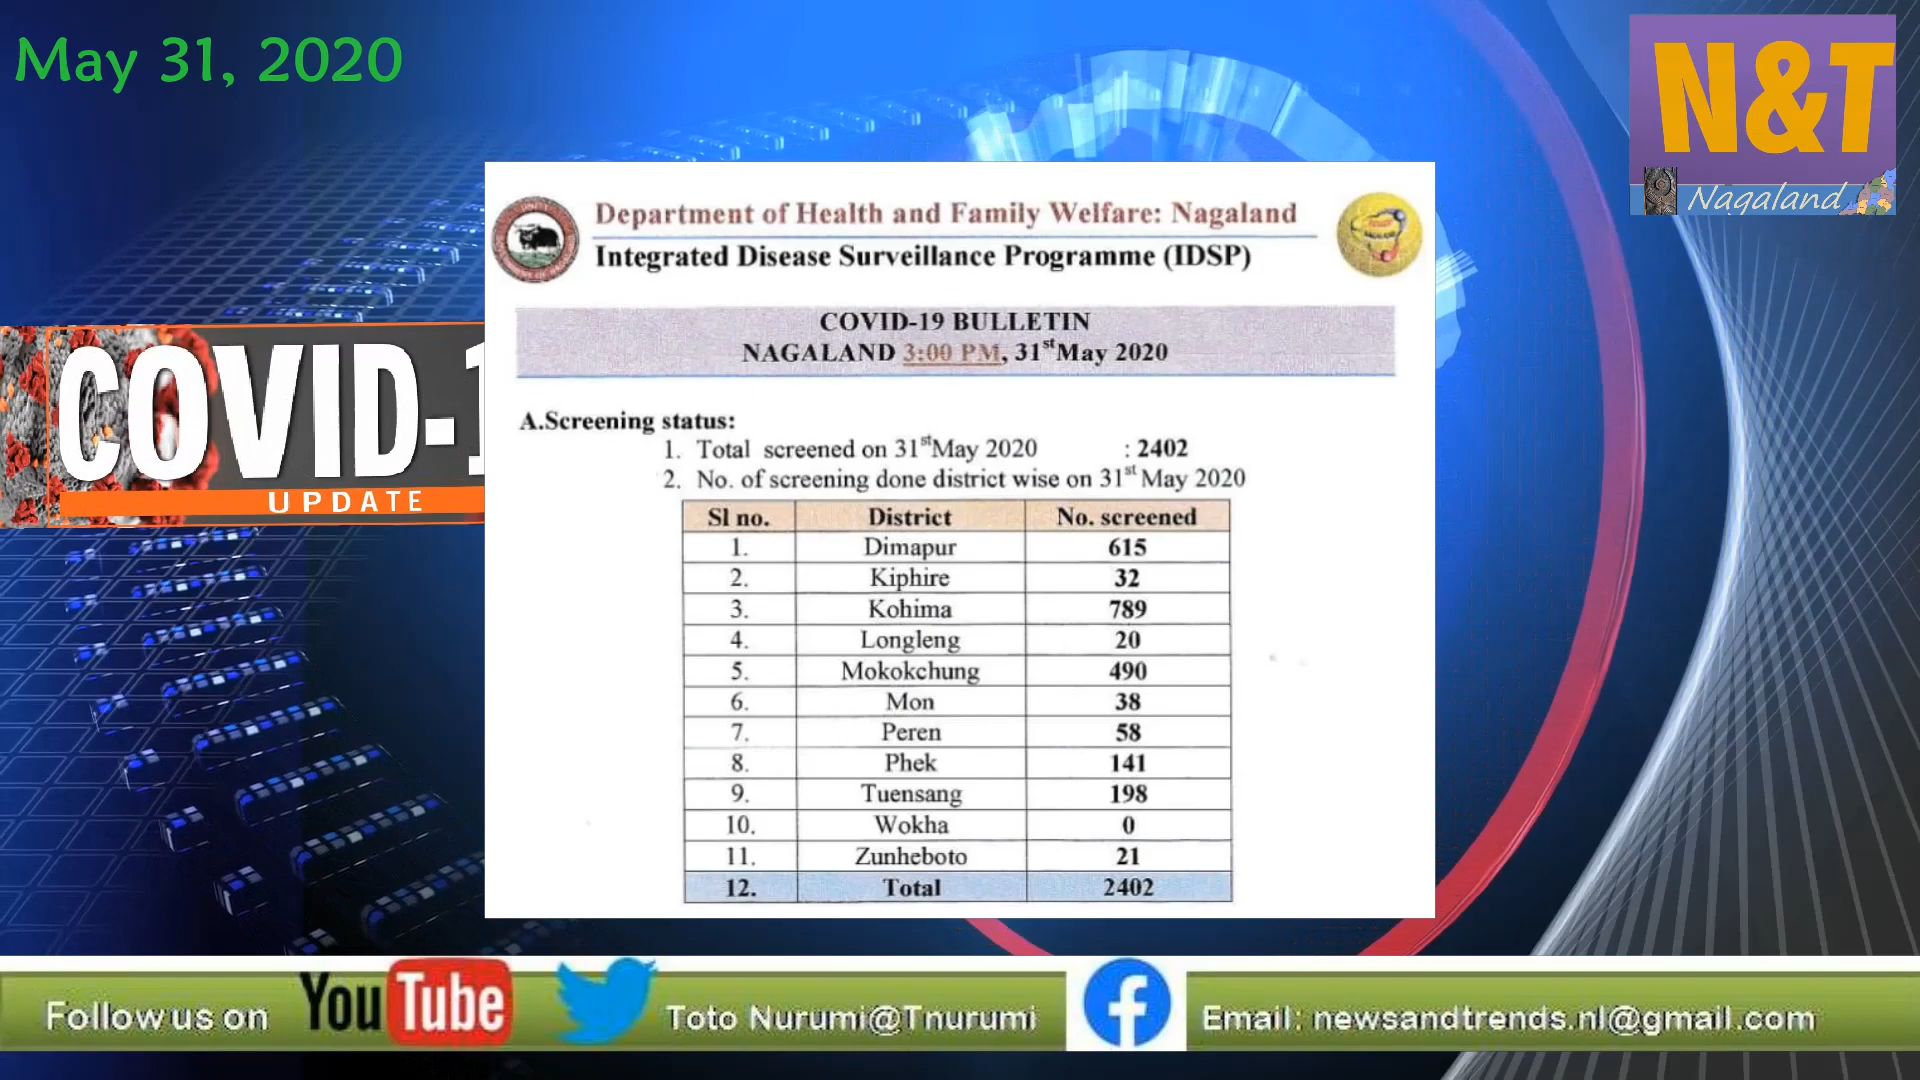 May 31, 2020
N&T
Nagaland
COVID-1
UPDATE
Department of Health and Family Welfare: Nagaland
Integrated Disease Surveillance Programme (IDSP)
COVID-19 BULLETIN
NAGALAND 3:00 PM, 31st May 2020
A.Screening status:
1. Total screened on 31st May 2020 : 2402
2. No. of screening done district wise on 31st May 2020
Sl no. District No. screened
1. Dimapur 615
2. Kiphire 32
3. Kohima 789
4. Longleng 20
5. Mokokchung 490
6. Mon 38
7. Peren 58
8. Phek 141
9. Tuensang 198
10. Wokha 0
11. Zunheboto 21
12. Total 2402
Follow us on YouTube Toto Nurumi@Tnurumi f Email: newsandtrends.nl@gmail.com